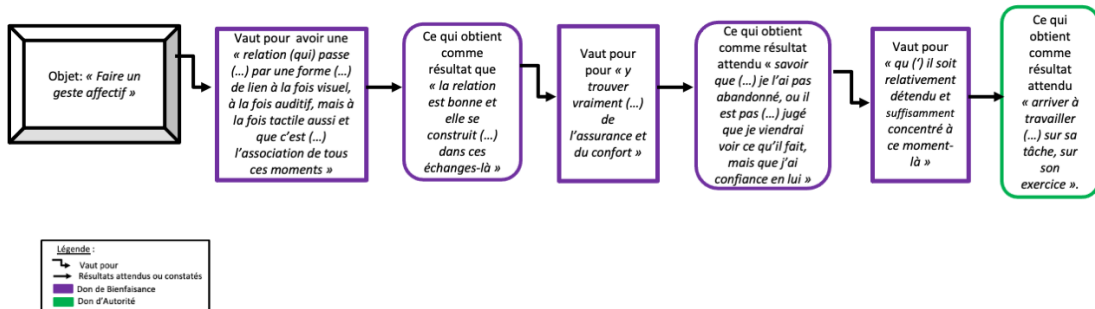 Objet: « Faire un
geste affectif »
Vaut pour avoir une
« relation (qui) passe
(…) par une forme (…)
de lien à la fois visuel,
à la fois auditif, mais à
la fois tactile aussi et
que c’est (…)
l’association de tous
ces moments »
Ce qui obtient
comme
résultat que
« la relation
est bonne et
elle se
construit (…)
dans ces
échanges-là »
Vaut pour
pour « y
trouver
vraiment (…)
de
l’assurance et
du confort »
Ce qui obtient
comme résultat
attendu « savoir
que (…) je l’ai pas
abandonné, ou il
est pas (…) jugé
que je viendrai
voir ce qu’il fait,
mais que j’ai
confiance en lui »
Vaut pour
« qu (’) il soit
relativement
détendu et
suffisamment
concentré à
ce moment-
là »
Ce qui
obtient
comme
résultat
attendu
« arriver à
travailler
(…) sur sa
tâche, sur
son
exercice ».
Légende :
Vaut pour
Résultats attendus ou constatés
Don de Bienfaisance
Don d’Autorité